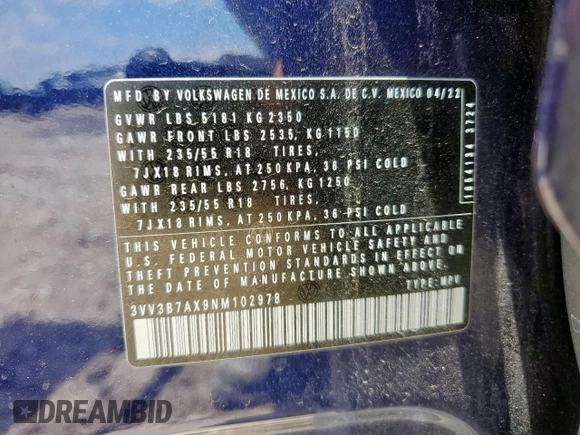 MFD BY VOLKSWAGEN DE MEXICO S.A. DE C.V. MEXICO 04/22
GVWR LBS 5181 KG 2350
GAWR FRONT LBS 2535, KG 1150
WITH 235/55 R18 TIRES,
7JX18 RIMS, AT 250 KPA, 36 PSI COLD
GAWR REAR LBS 2756, KG 1250
WITH 235/55 R18 TIRES,
7JX18 RIMS, AT 250 KPA, 36 PSI COLD
THIS VEHICLE CONFORMS TO ALL APPLICABLE
U.S. FEDERAL MOTOR VEHICLE SAFETY AND
THEFT PREVENTION STANDARDS IN EFFECT ON
THE DATE OF MANUFACTURE SHOWN ABOVE.
TYPE: MPV
3VV3B7AX9NM102978
1054134 3724
DREAMBID